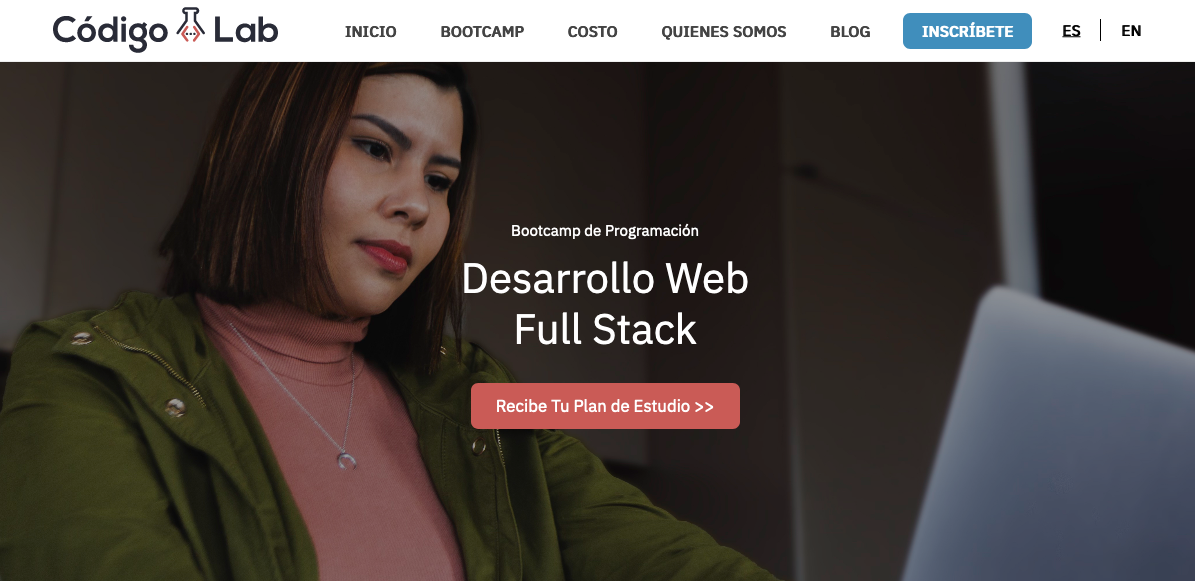 Código Lab
INICIO BOOTCAMP COSTO QUIENES SOMOS BLOG INSCRÍBETE ES EN
Bootcamp de Programación
Desarrollo Web
Full Stack
Recibe Tu Plan de Estudio >>